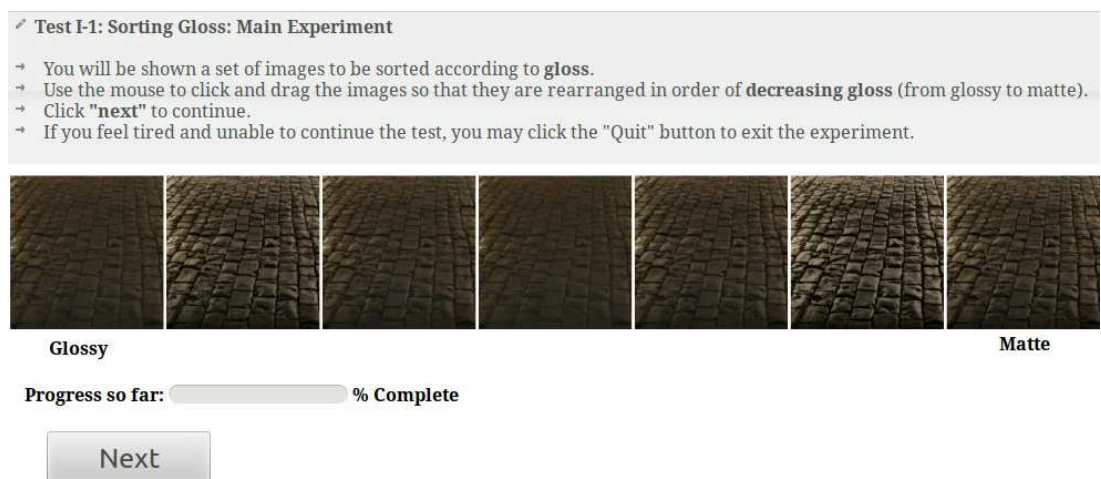 Test I-1: Sorting Gloss: Main Experiment
You will be shown a set of images to be sorted according to gloss.
Use the mouse to click and drag the images so that they are rearranged in order of decreasing gloss (from glossy to matte).
Click "next" to continue.
If you feel tired and unable to continue the test, you may click the "Quit" button to exit the experiment.
Glossy Matte
Progress so far: % Complete
Next